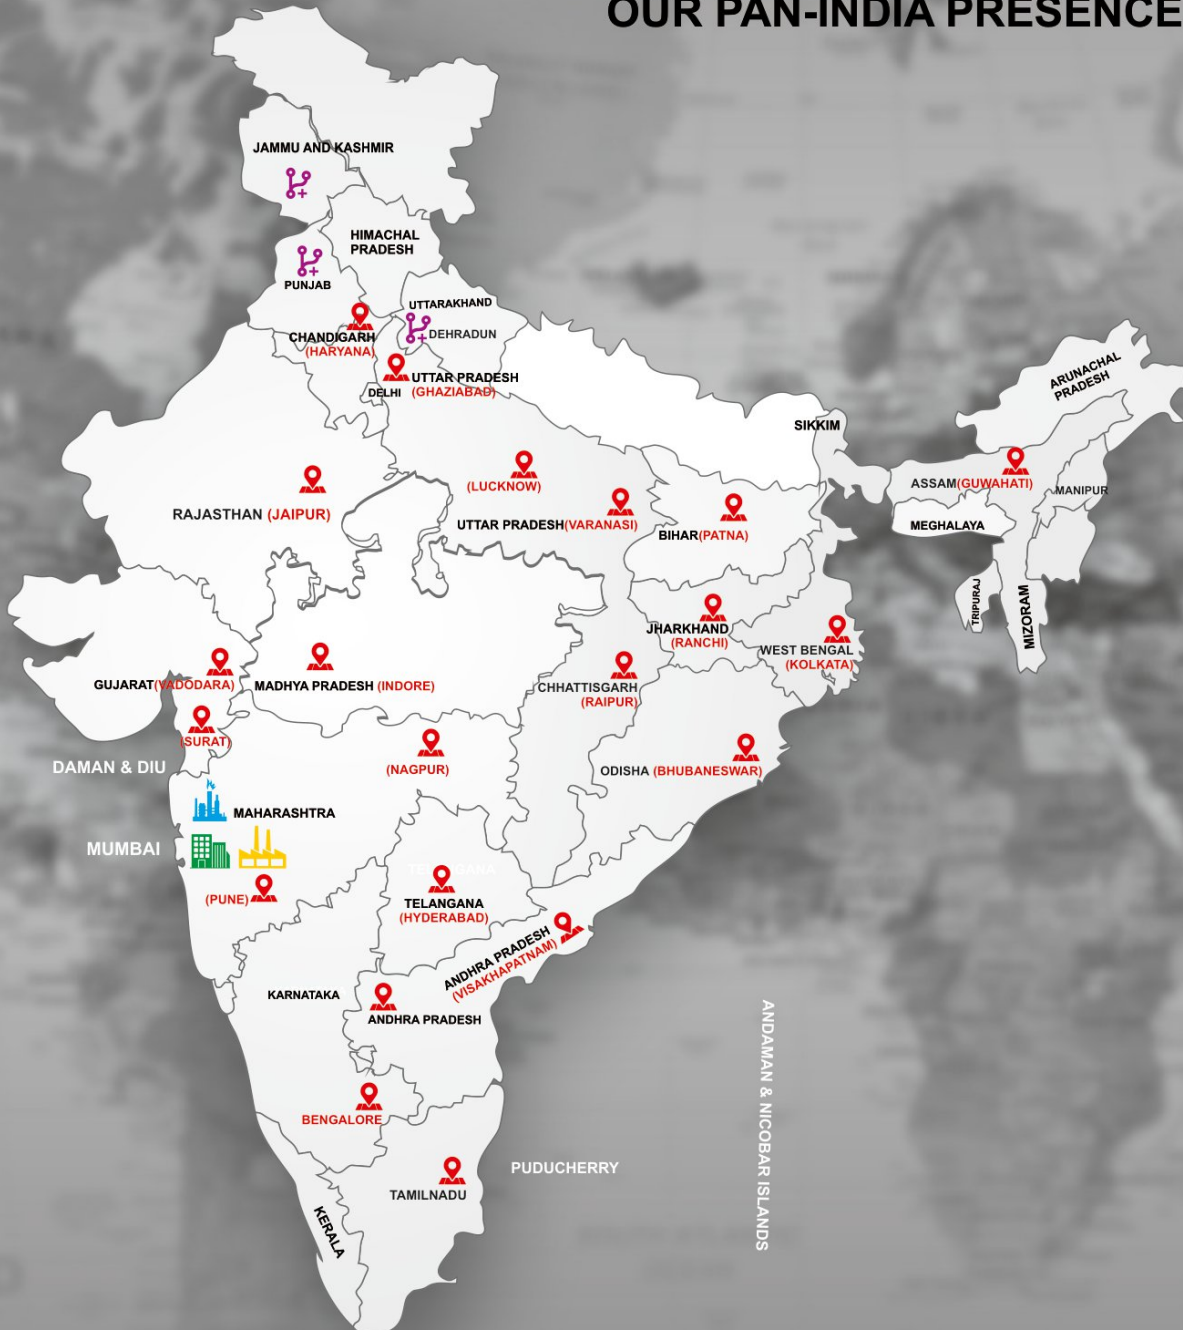 OUR PAN-INDIA PRESENCE
JAMMU AND KASHMIR
HIMACHAL
PRADESH
PUNJAB
UTTARAKHAND
DEHRADUN
CHANDIGARH
(HARYANA)
UTTAR PRADESH
DELHI (GHAZIABAD)
ARUNACHAL
PRADESH
SIKKIM
(LUCKNOW)
ASSAM(GUWAHATI)
MANIPUR
RAJASTHAN (JAIPUR)
UTTAR PRADESH(VARANASI)
BIHAR(PATNA)
MEGHALAYA
TRIPURAJ
MIZORAM
JHARKHAND
(RANCHI)
WEST BENGAL
(KOLKATA)
GUJARAT(VADODARA)
MADHYA PRADESH (INDORE)
CHHATTISGARH
(RAIPUR)
(SURAT)
DAMAN & DIU
(NAGPUR)
ODISHA (BHUBANESWAR)
MAHARASHTRA
MUMBAI
TELANGANA
(PUNE)
TELANGANA
(HYDERABAD)
ANDHRA PRADESH
(VISAKHAPATNAM)
KARNATAKA
ANDHRA PRADESH
ANDAMAN & NICOBAR ISLANDS
BENGALORE
PUDUCHERRY
TAMILNADU
KERALA